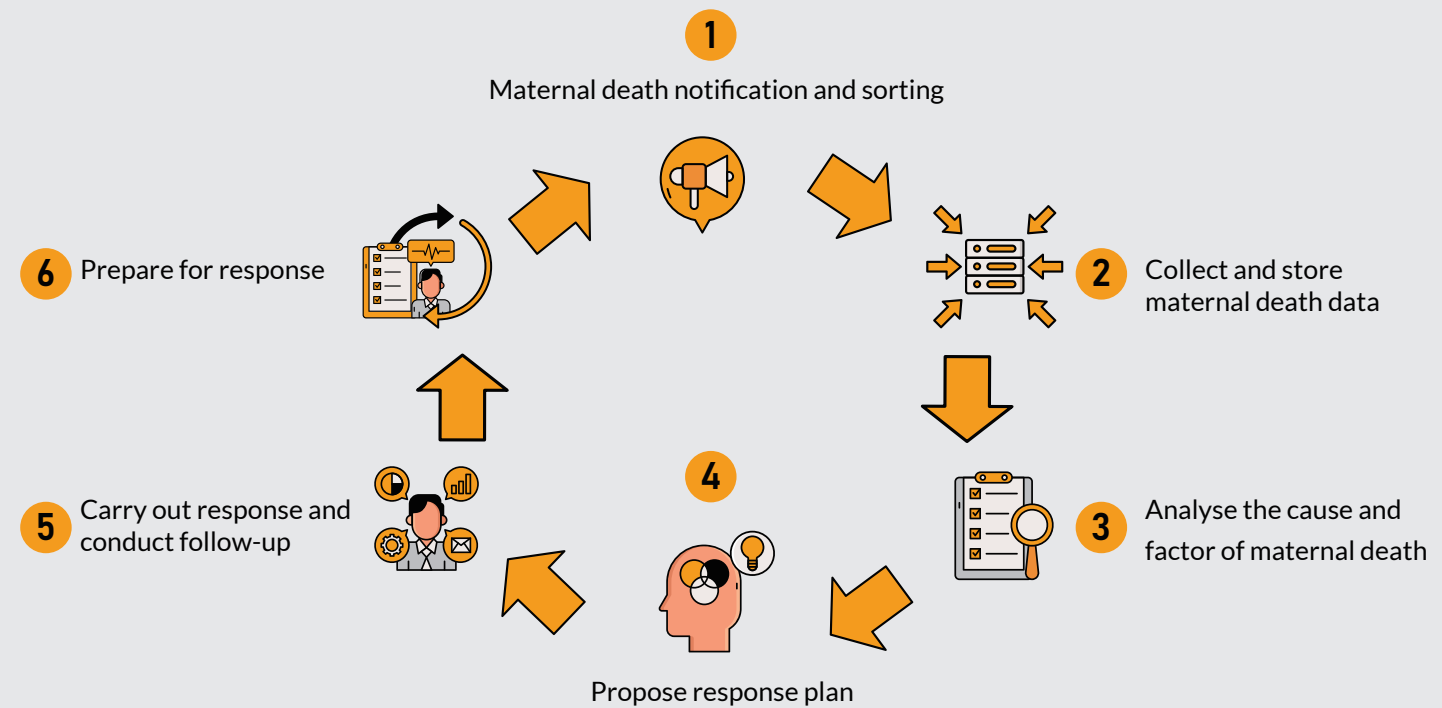 1
Maternal death notification and sorting
2
Collect and store
maternal death data
3
Analyse the cause and
factor of maternal death
4
Propose response plan
5
Carry out response and
conduct follow-up
6
Prepare for response